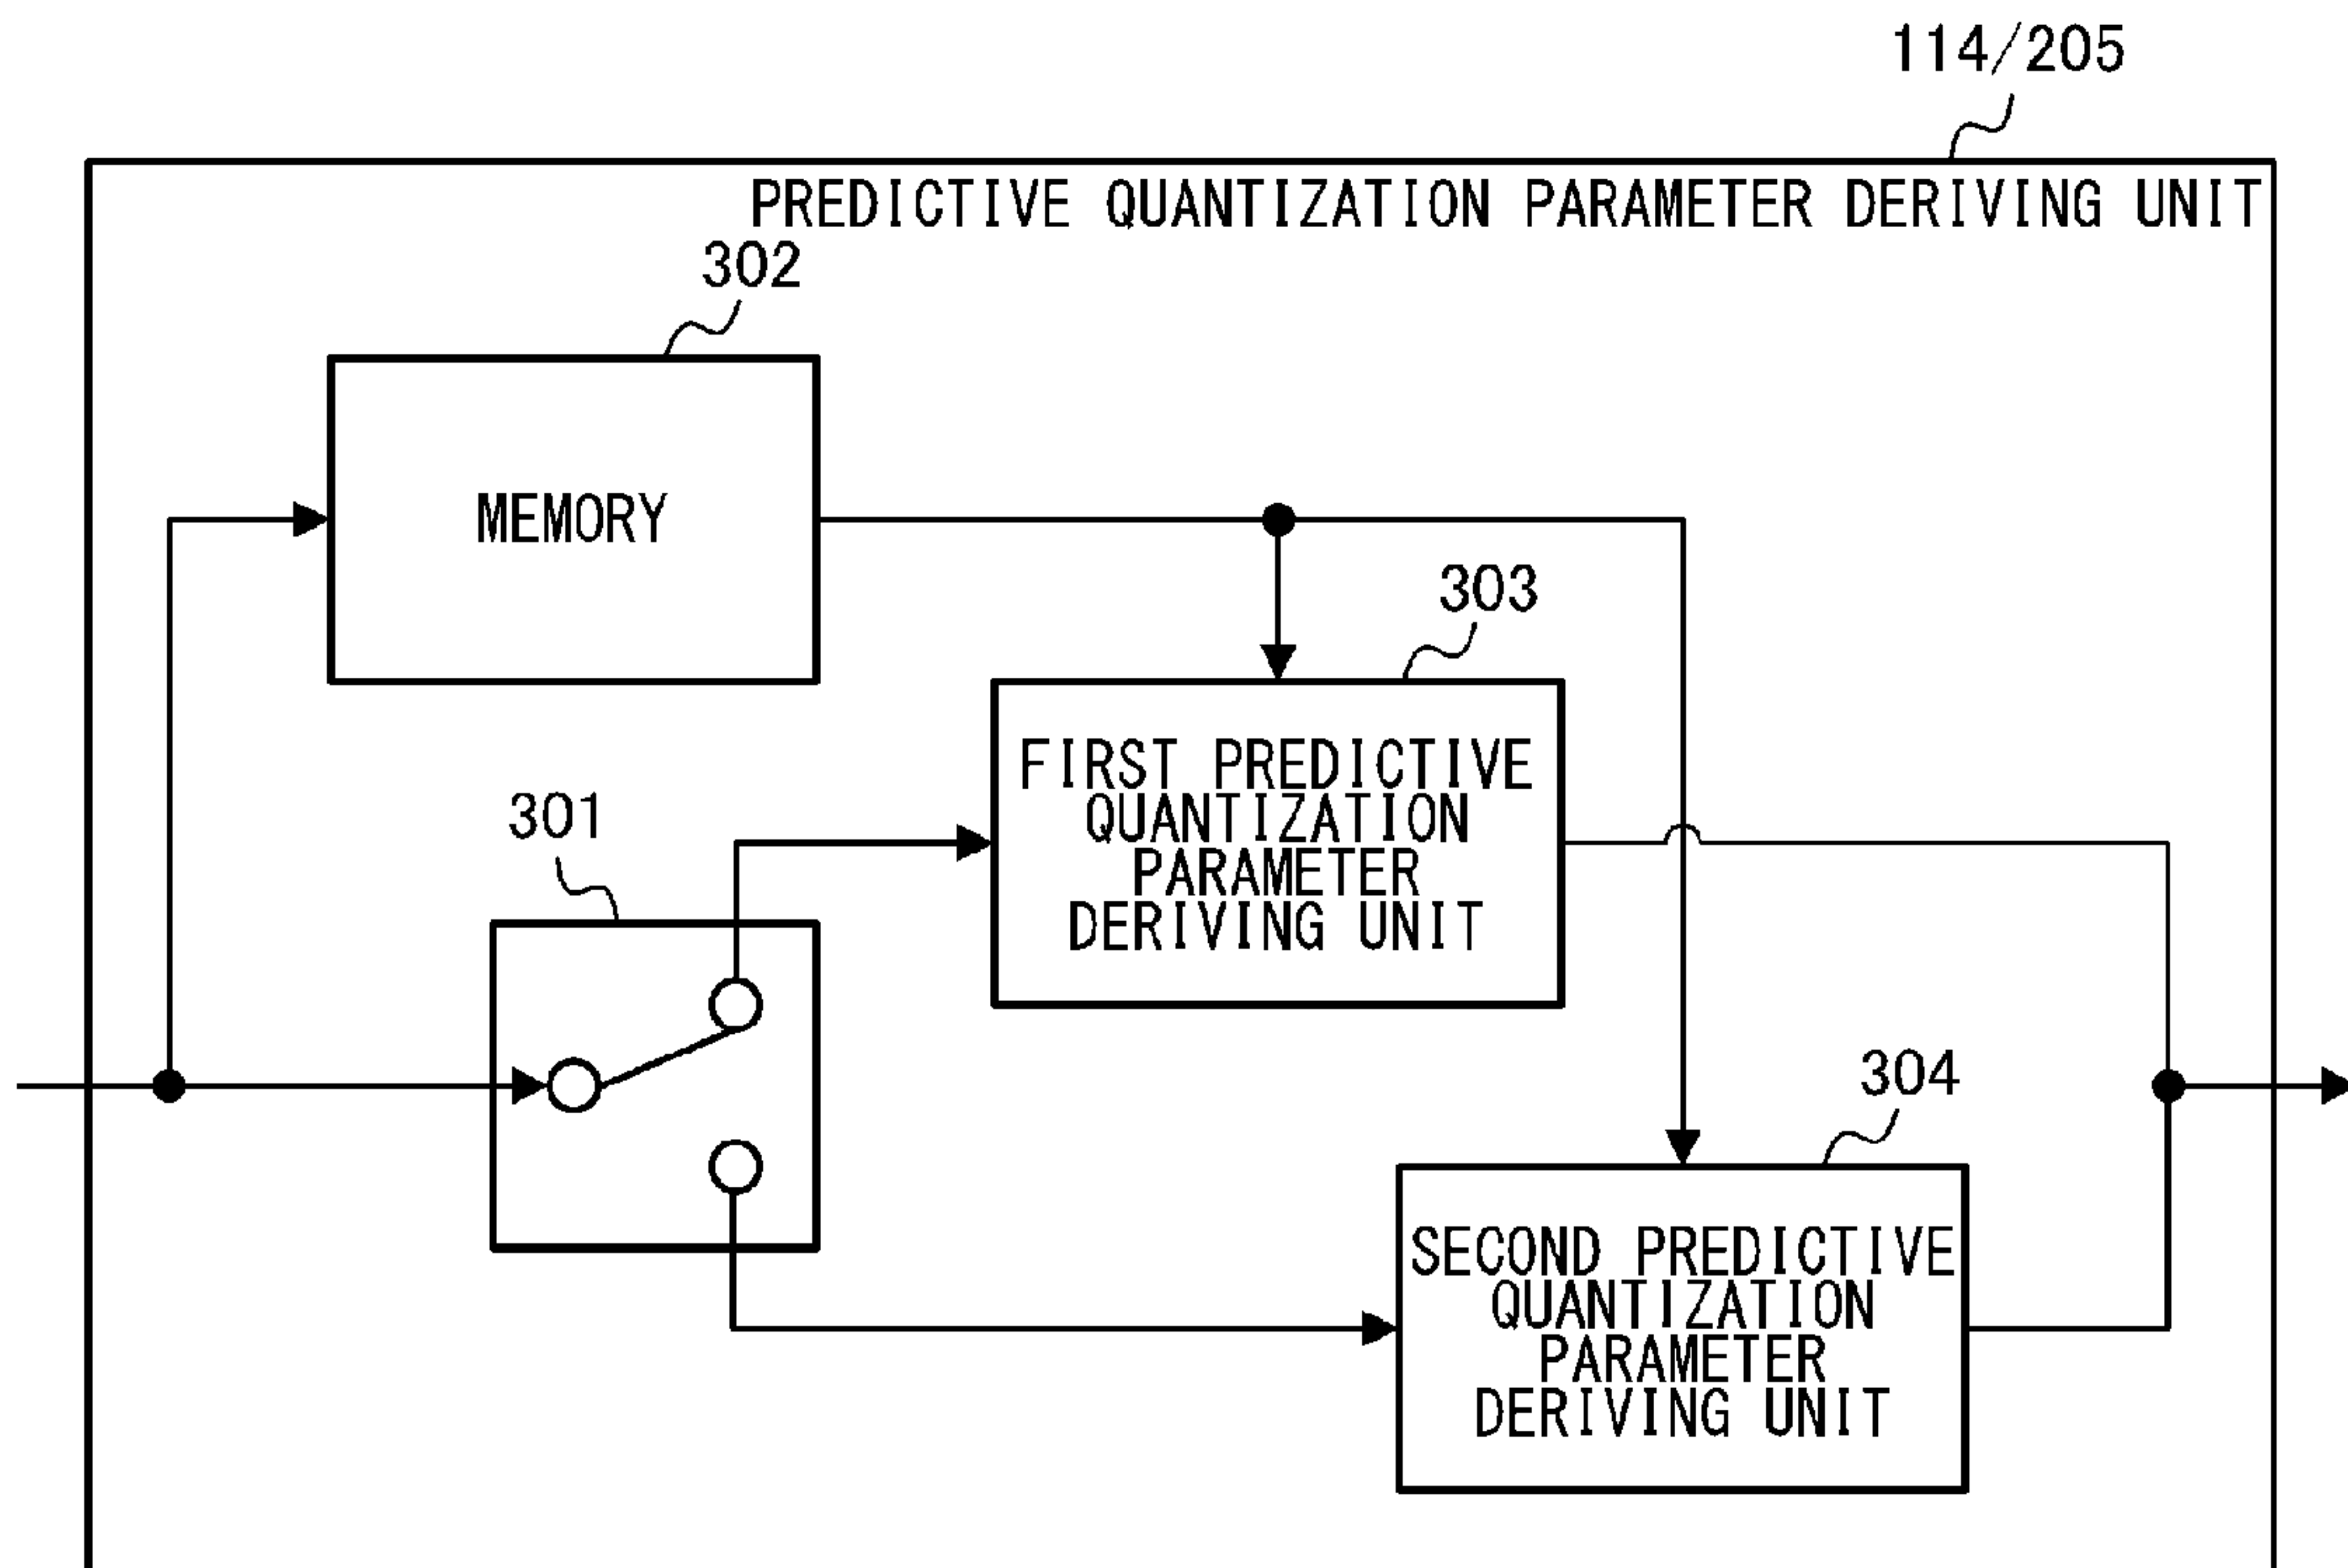 114/205
PREDICTIVE QUANTIZATION PARAMETER DERIVING UNIT
302
MEMORY
303
FIRST PREDICTIVE
QUANTIZATION
PARAMETER
DERIVING UNIT
301
304
SECOND PREDICTIVE
QUANTIZATION
PARAMETER
DERIVING UNIT